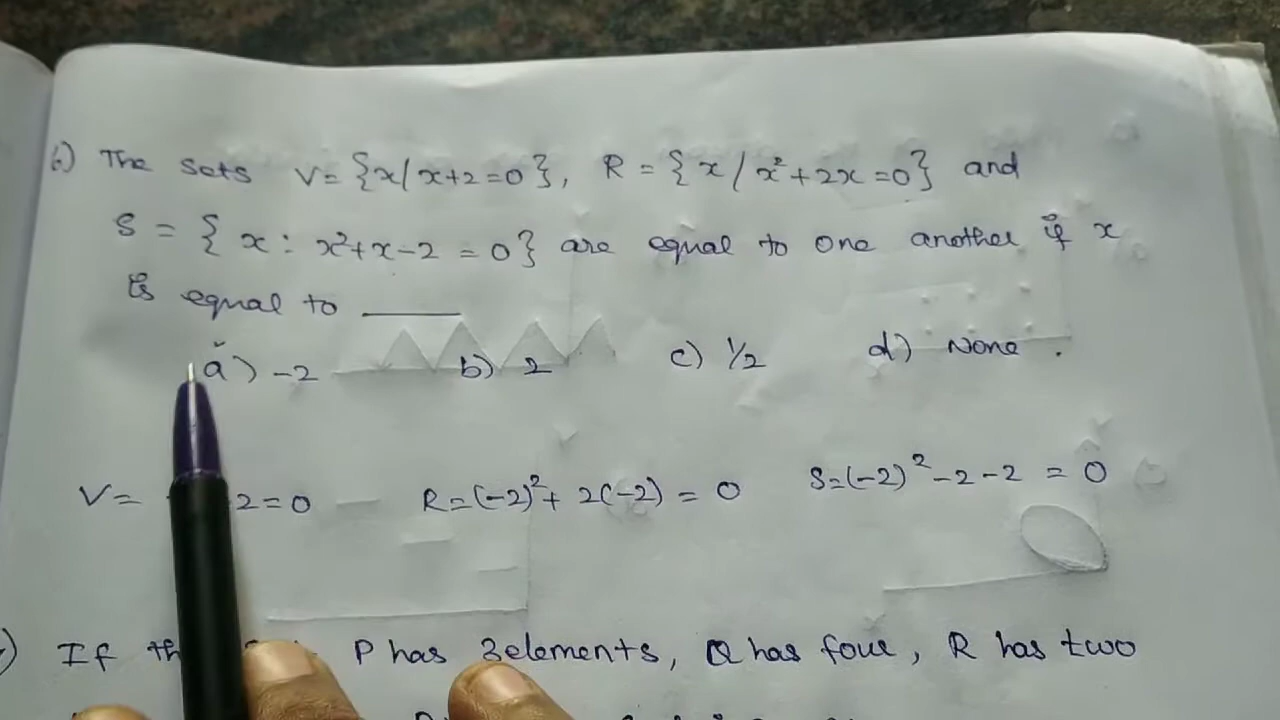 6.) The sets V = {x/x+2=0}, R = {x/x²+2x=0} and
S = {x: x²+x-2 = 0} are equal to one another if x
is equal to ______
a) -2 b) 2 c) 1/2 d) None.
V= 2=0 R=(-2)²+ 2(-2) = 0 S=(-2)²-2-2 = 0
If P has 3elements, Q has four, R has two